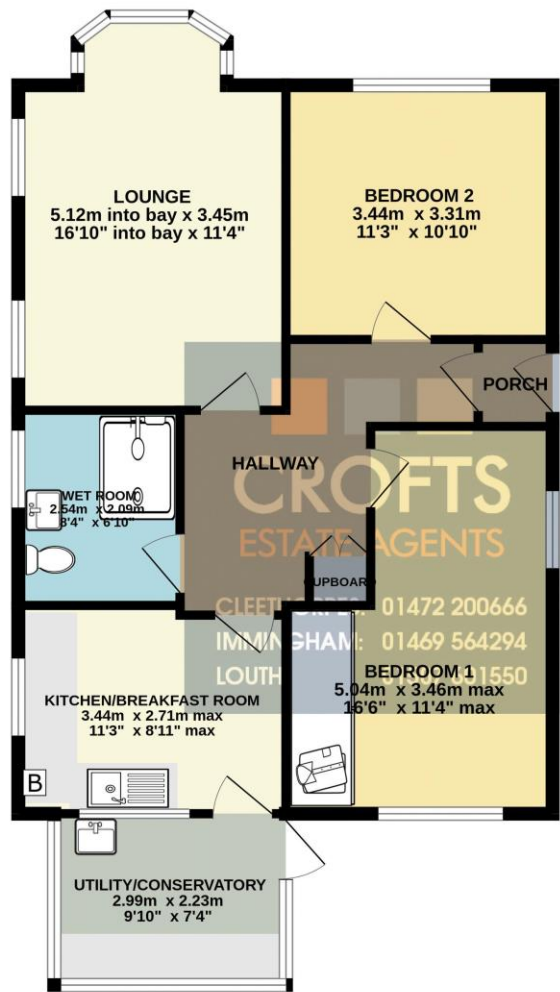 LOUNGE
5.12m into bay x 3.45m
16'10" into bay x 11'4"
BEDROOM 2
3.44m x 3.31m
11'3" x 10'10"
PORCH
HALLWAY
WET ROOM
2.54m x 2.09m
8'4" x 6'10"
CROFTS
ESTATE AGENTS
CUPBOARD
CLEETHORPES: 01472 200666
IMMINGHAM: 01469 564294
LOUTH
BEDROOM 1
5.04m x 3.46m max
16'6" x 11'4" max
KITCHEN/BREAKFAST ROOM
3.44m x 2.71m max
11'3" x 8'11" max
B
UTILITY/CONSERVATORY
2.99m x 2.23m
9'10" x 7'4"